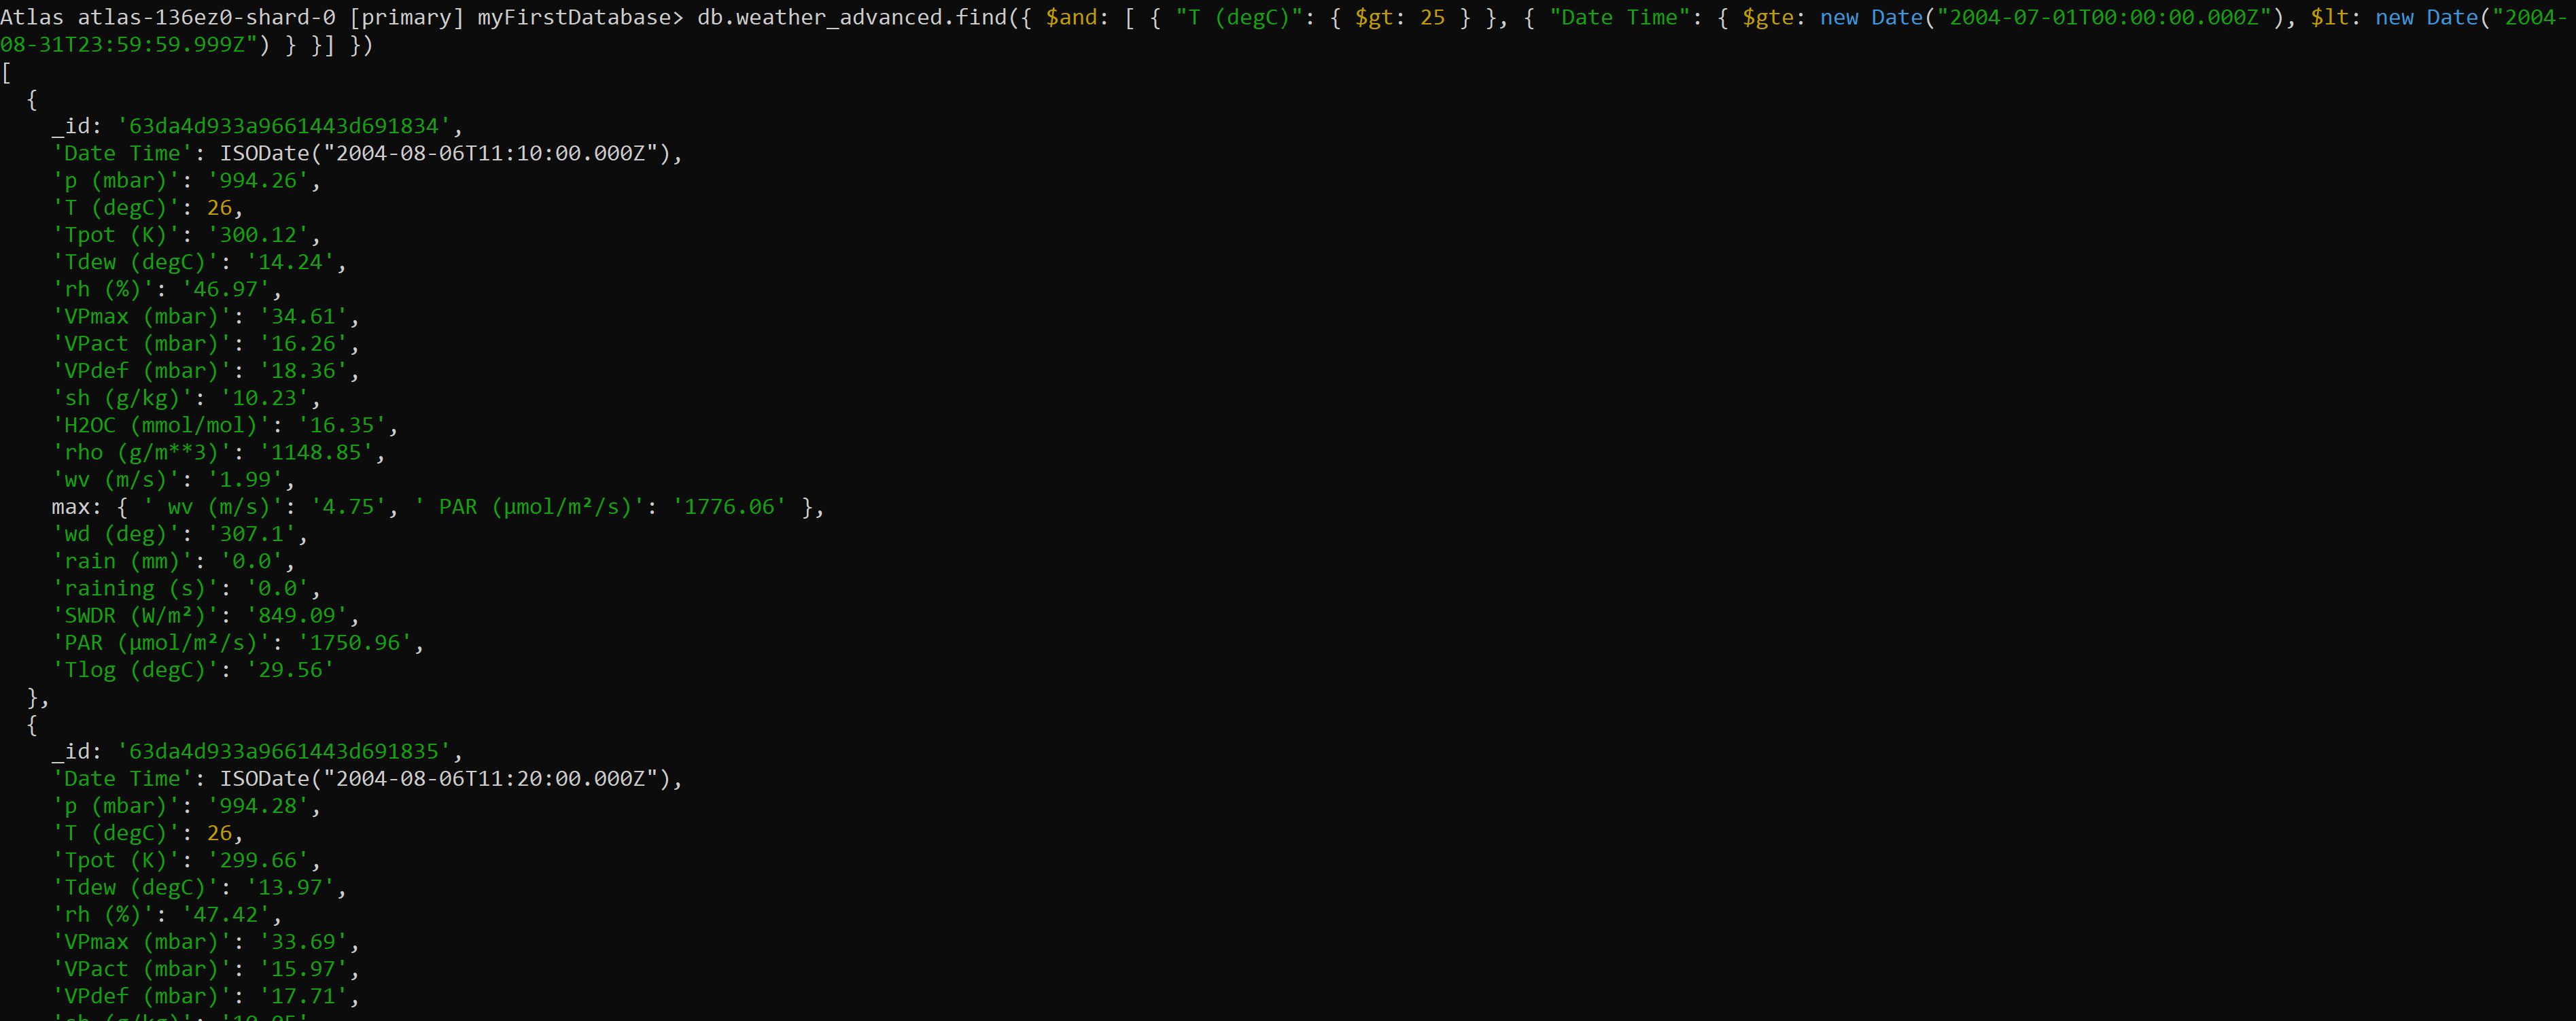 Atlas atlas-136ez0-shard-0 [primary] myFirstDatabase> db.weather_advanced.find({ $and: [ { "T (degC)": { $gt: 25 } }, { "Date Time": { $gte: new Date("2004-07-01T00:00:00.000Z"), $lt: new Date("2004-
08-31T23:59:59.999Z") } }] })
[
  {
    _id: '63da4d933a9661443d691834',
    'Date Time': ISODate("2004-08-06T11:10:00.000Z"),
    'p (mbar)': '994.26',
    'T (degC)': 26,
    'Tpot (K)': '300.12',
    'Tdew (degC)': '14.24',
    'rh (%)': '46.97',
    'VPmax (mbar)': '34.61',
    'VPact (mbar)': '16.26',
    'VPdef (mbar)': '18.36',
    'sh (g/kg)': '10.23',
    'H2OC (mmol/mol)': '16.35',
    'rho (g/m**3)': '1148.85',
    'wv (m/s)': '1.99',
    max: { ' wv (m/s)': '4.75', ' PAR (µmol/m²/s)': '1776.06' },
    'wd (deg)': '307.1',
    'rain (mm)': '0.0',
    'raining (s)': '0.0',
    'SWDR (W/m²)': '849.09',
    'PAR (µmol/m²/s)': '1750.96',
    'Tlog (degC)': '29.56'
  },
  {
    _id: '63da4d933a9661443d691835',
    'Date Time': ISODate("2004-08-06T11:20:00.000Z"),
    'p (mbar)': '994.28',
    'T (degC)': 26,
    'Tpot (K)': '299.66',
    'Tdew (degC)': '13.97',
    'rh (%)': '47.42',
    'VPmax (mbar)': '33.69',
    'VPact (mbar)': '15.97',
    'VPdef (mbar)': '17.71',
    'sh (g/kg)':